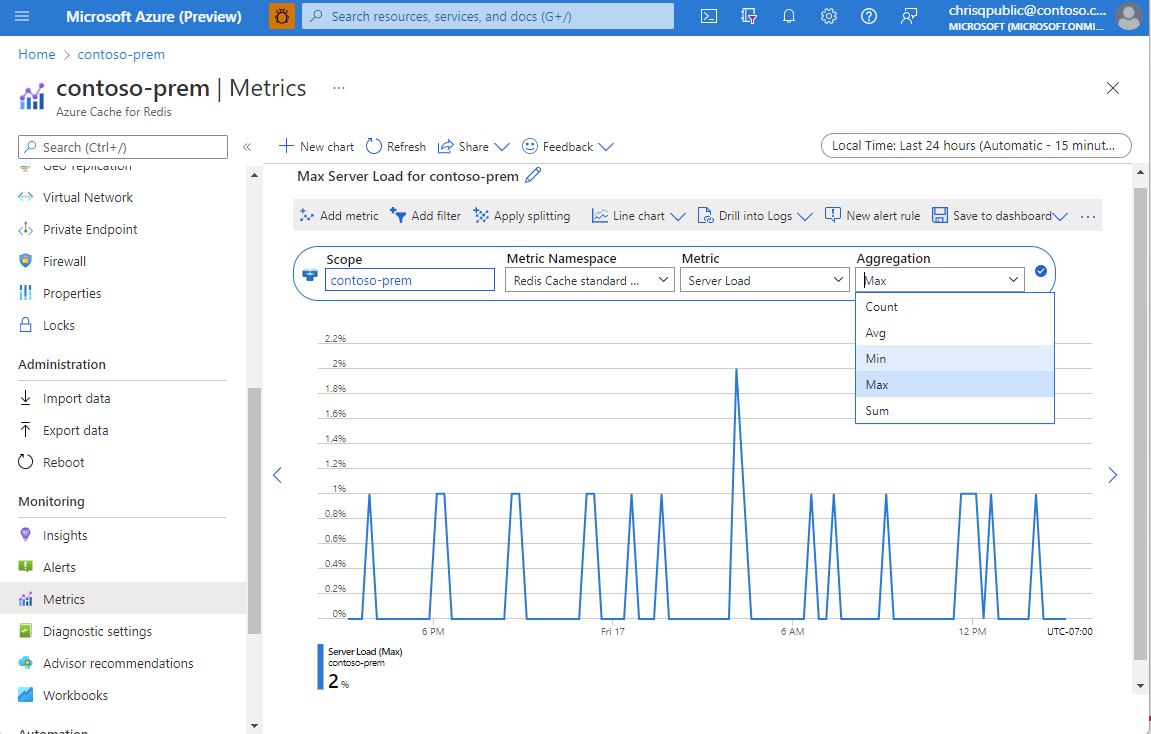 Microsoft Azure (Preview)
Search resources, services, and docs (G+/)
chrisqpublic@contoso.c...
MICROSOFT (MICROSOFT.ONMI...
Home > contoso-prem
contoso-prem | Metrics ...
Azure Cache for Redis
Search (Ctrl+/)
«
New chart
Refresh
Share
Feedback
Local Time: Last 24 hours (Automatic - 15 minut...
Geo replication
Virtual Network
Private Endpoint
Firewall
Properties
Locks
Administration
Import data
Export data
Reboot
Monitoring
Insights
Alerts
Metrics
Diagnostic settings
Advisor recommendations
Workbooks
Automation
Max Server Load for contoso-prem
Add metric
Add filter
Apply splitting
Line chart
Drill into Logs
New alert rule
Save to dashboard
...
Scope
contoso-prem
Metric Namespace
Redis Cache standard ...
Metric
Server Load
Aggregation
Max
Count
Avg
Min
Max
Sum
2.2%
2%
1.8%
1.6%
1.4%
1.2%
1%
0.8%
0.6%
0.4%
0.2%
0%
6 PM
Fri 17
6 AM
12 PM
UTC-07:00
Server Load (Max)
contoso-prem
2 %